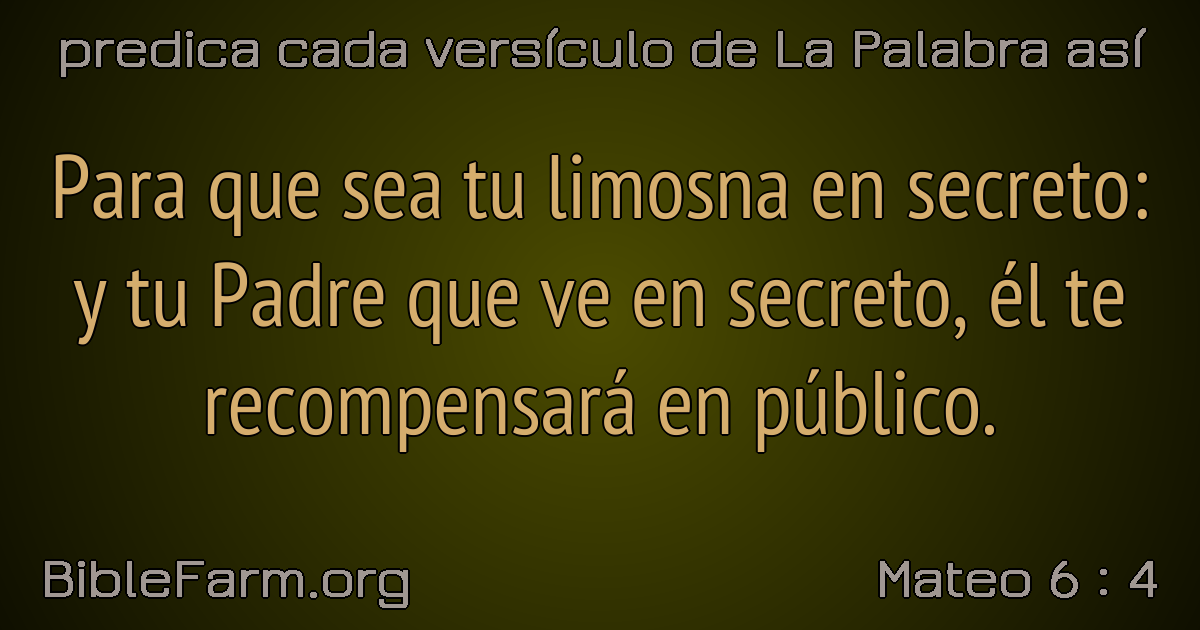 predica cada versículo de La Palabra así
Para que sea tu limosna en secreto:
y tu Padre que ve en secreto, él te
recompensará en público.
BibleFarm.org
Mateo 6 : 4